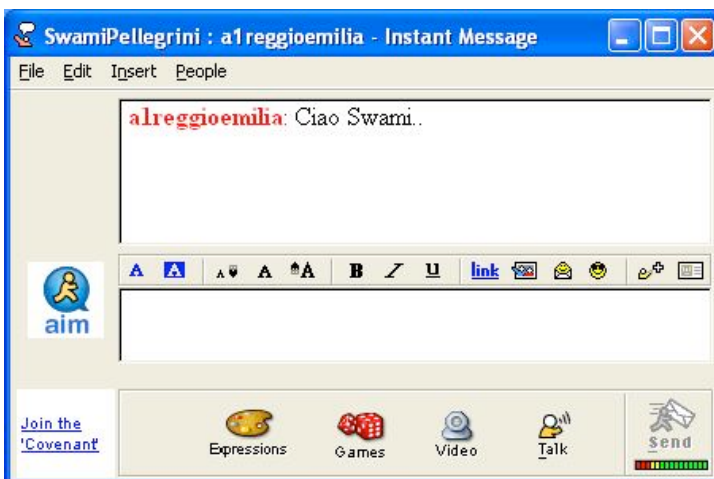 SwamiPellegrini : a1reggioemilia - Instant Message
File Edit Insert People
a1reggioemilia: Ciao Swami..
A A A A A B I U link
aim
Join the
'Covenant'
Expressions Games Video Talk Send